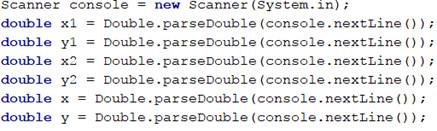 Scanner console = new Scanner(System.in);
double x1 = Double.parseDouble(console.nextLine());
double y1 = Double.parseDouble(console.nextLine());
double x2 = Double.parseDouble(console.nextLine());
double y2 = Double.parseDouble(console.nextLine());
double x = Double.parseDouble(console.nextLine());
double y = Double.parseDouble(console.nextLine());